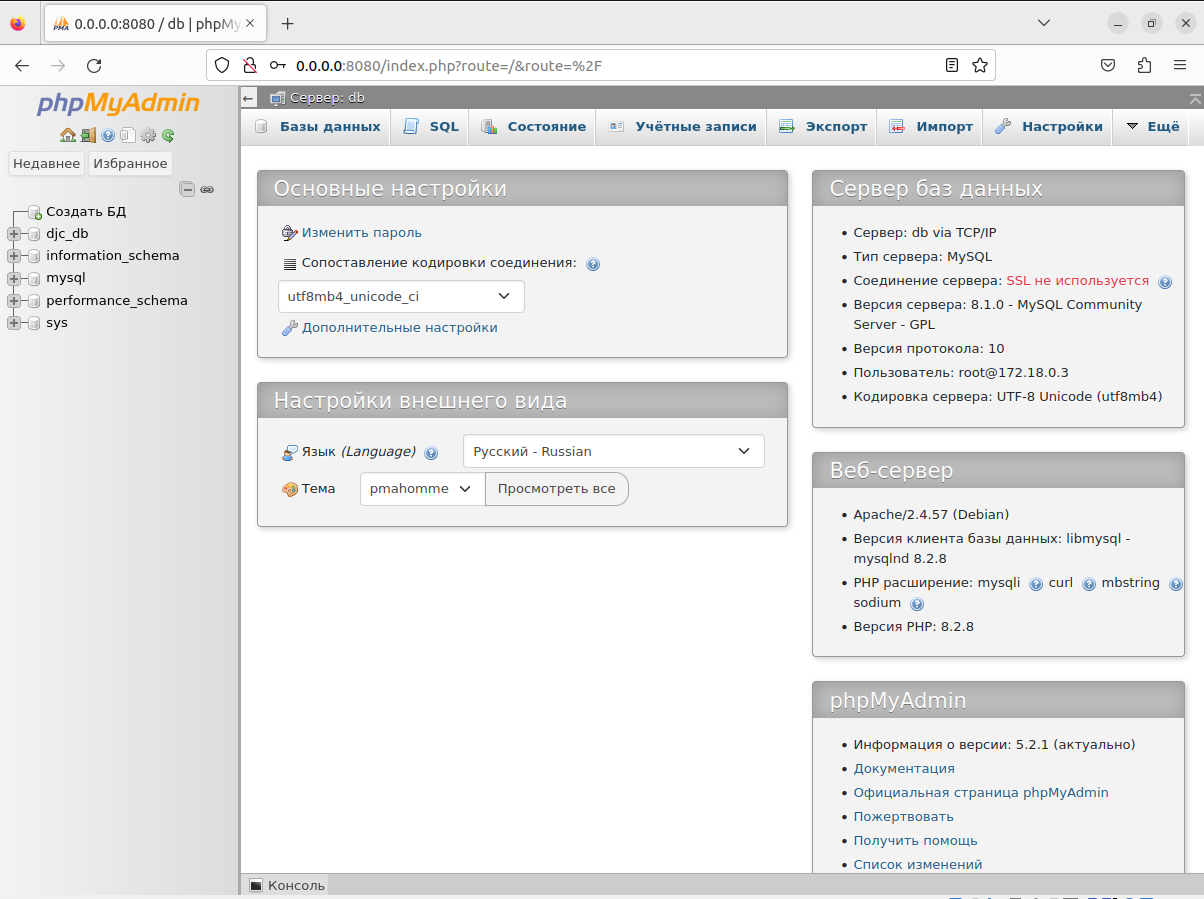 0.0.0.0:8080 / db | phpMy
0.0.0.0:8080/index.php?route=/&route=%2F
phpMyAdmin
Недавнее Избранное
Создать БД
djc_db
information_schema
mysql
performance_schema
sys
Сервер: db
Базы данных SQL Состояние Учётные записи Экспорт Импорт Настройки Ещё
Основные настройки
Изменить пароль
Сопоставление кодировки соединения:
utf8mb4_unicode_ci
Дополнительные настройки
Настройки внешнего вида
Язык (Language) Русский - Russian
Тема pmahomme Просмотреть все
Сервер баз данных
Сервер: db via TCP/IP
Тип сервера: MySQL
Соединение сервера: SSL не используется
Версия сервера: 8.1.0 - MySQL Community
Server - GPL
Версия протокола: 10
Пользователь: root@172.18.0.3
Кодировка сервера: UTF-8 Unicode (utf8mb4)
Веб-сервер
Apache/2.4.57 (Debian)
Версия клиента базы данных: libmysql -
mysqlnd 8.2.8
PHP расширение: mysqli curl mbstring
sodium
Версия PHP: 8.2.8
phpMyAdmin
Информация о версии: 5.2.1 (актуально)
Документация
Официальная страница phpMyAdmin
Пожертвовать
Получить помощь
Список изменений
Консоль